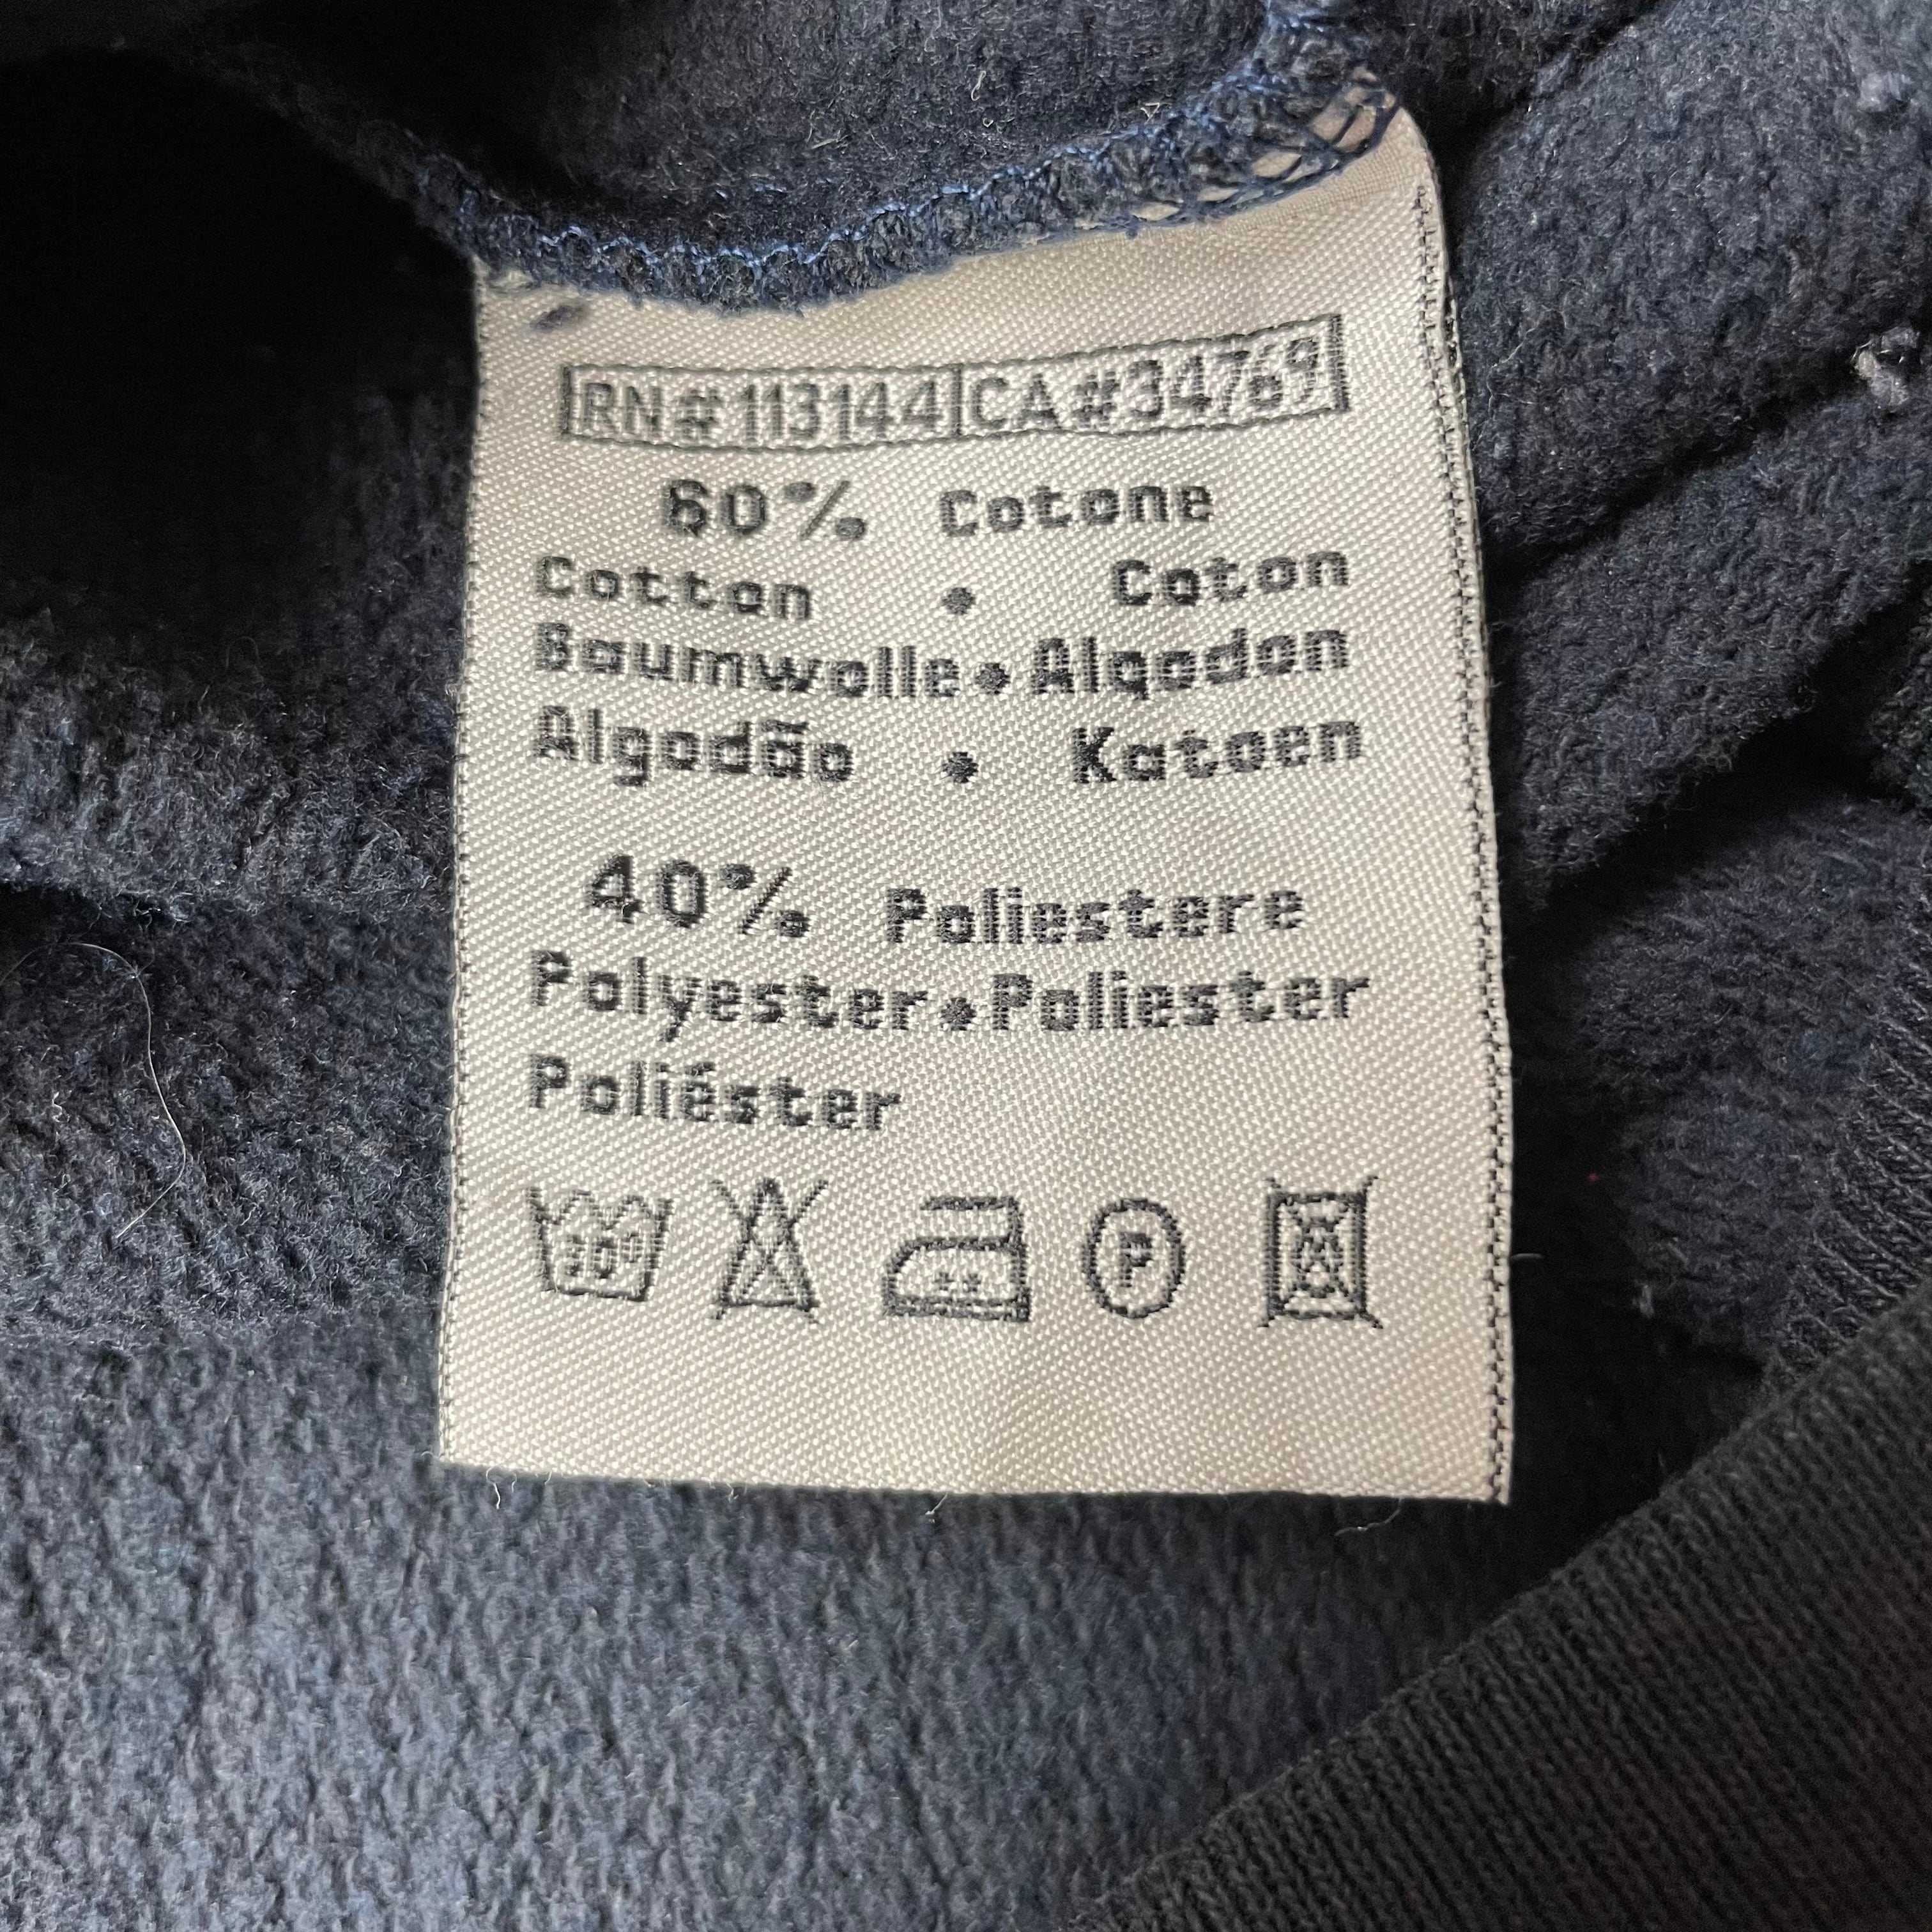 RN# 113144 CA#34769
60% Cotone
Cotton • Coton
Baumwolle • Algodon
Algodão • Katoen
40% Poliestere
Polyester • Poliester
Poliéster
30°
P